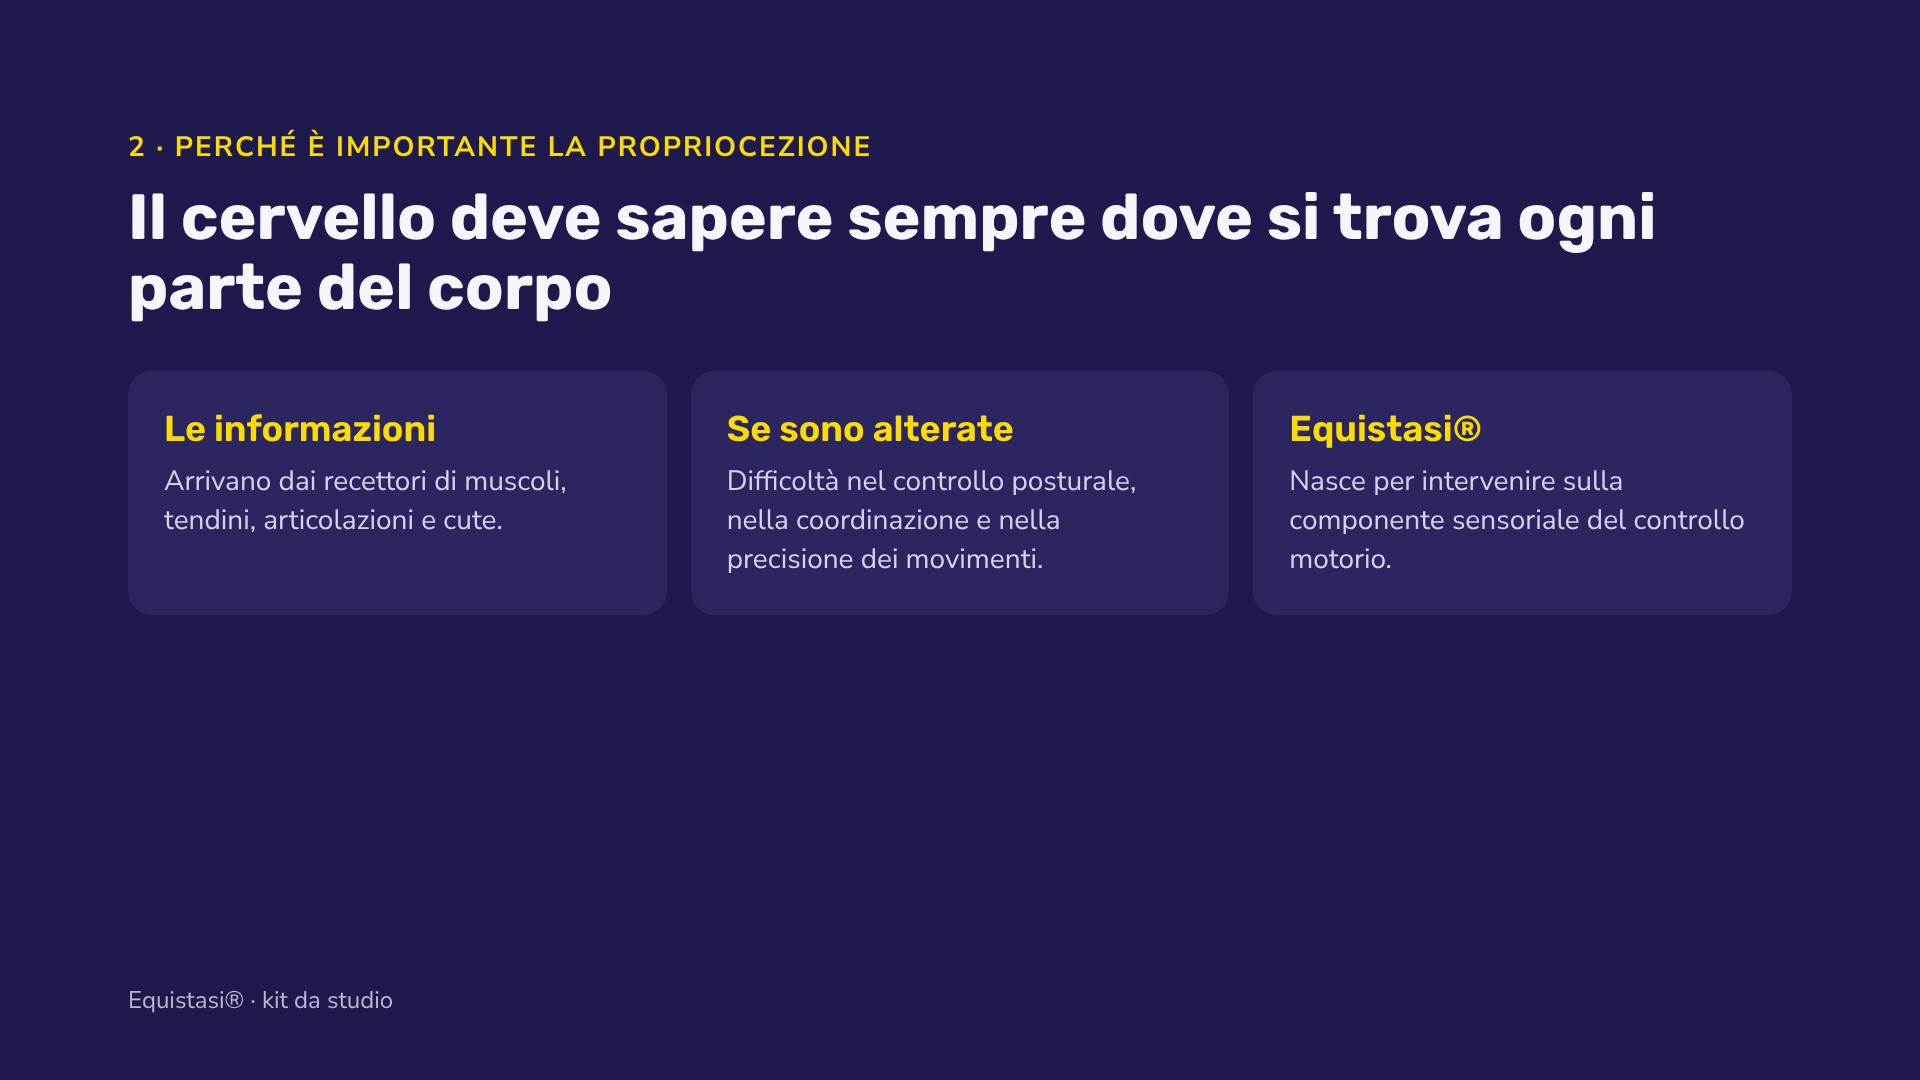 2 · PERCHÉ È IMPORTANTE LA PROPRIOCEZIONE
Il cervello deve sapere sempre dove si trova ogni
parte del corpo
Le informazioni
Arrivano dai recettori di muscoli,
tendini, articolazioni e cute.
Se sono alterate
Difficoltà nel controllo posturale,
nella coordinazione e nella
precisione dei movimenti.
Equistasi®
Nasce per intervenire sulla
componente sensoriale del controllo
motorio.
Equistasi® · kit da studio